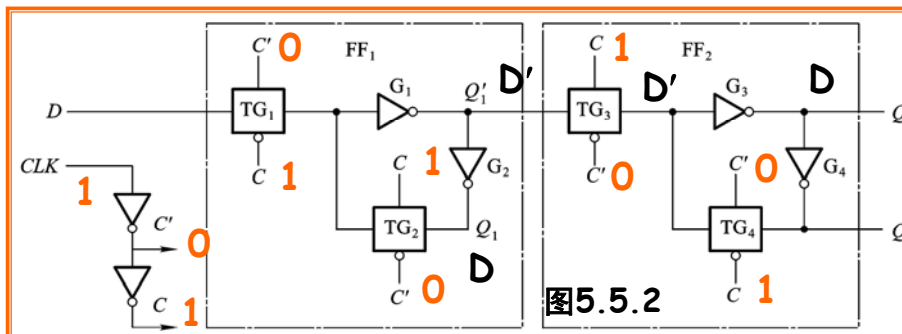 C' 0 FF₁ C 1 FF₂
D TG₁ G₁ Q₁' D' TG₃ D' G₃ D Q
CLK 1 C 1 C 1 G₂ C' 0 C' 0 G₄
C' 0 TG₂ Q₁ TG₄ Q
C 1 C' 0 D 图5.5.2 C 1